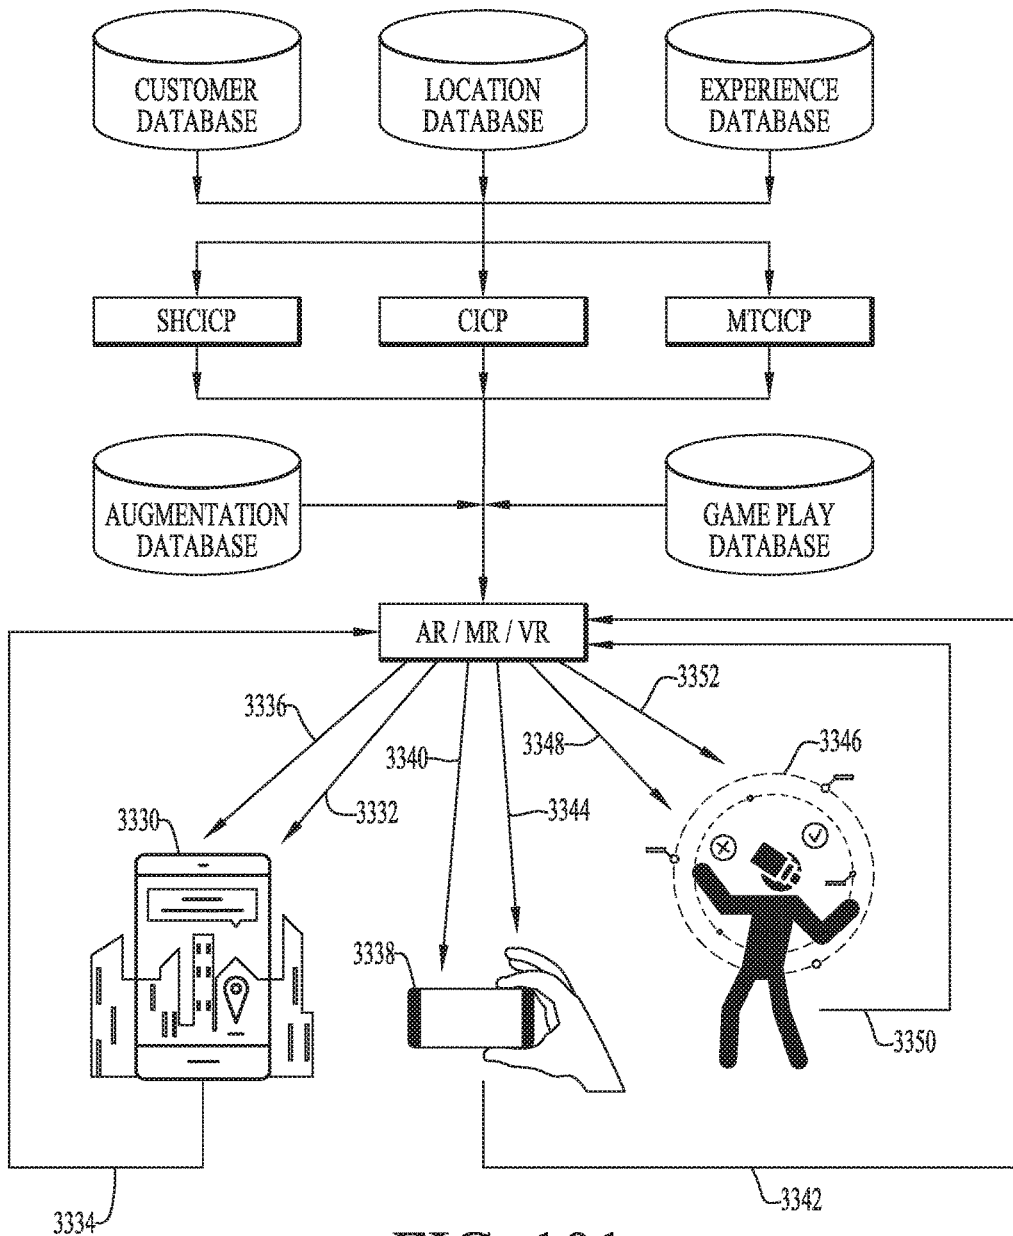 CUSTOMER
DATABASE
LOCATION
DATABASE
EXPERIENCE
DATABASE
SHCICP
CICP
MTCICP
AUGMENTATION
DATABASE
GAME PLAY
DATABASE
AR / MR / VR
3336
3332
3340
3344
3348
3352
3346
3330
3338
3350
3342
3334